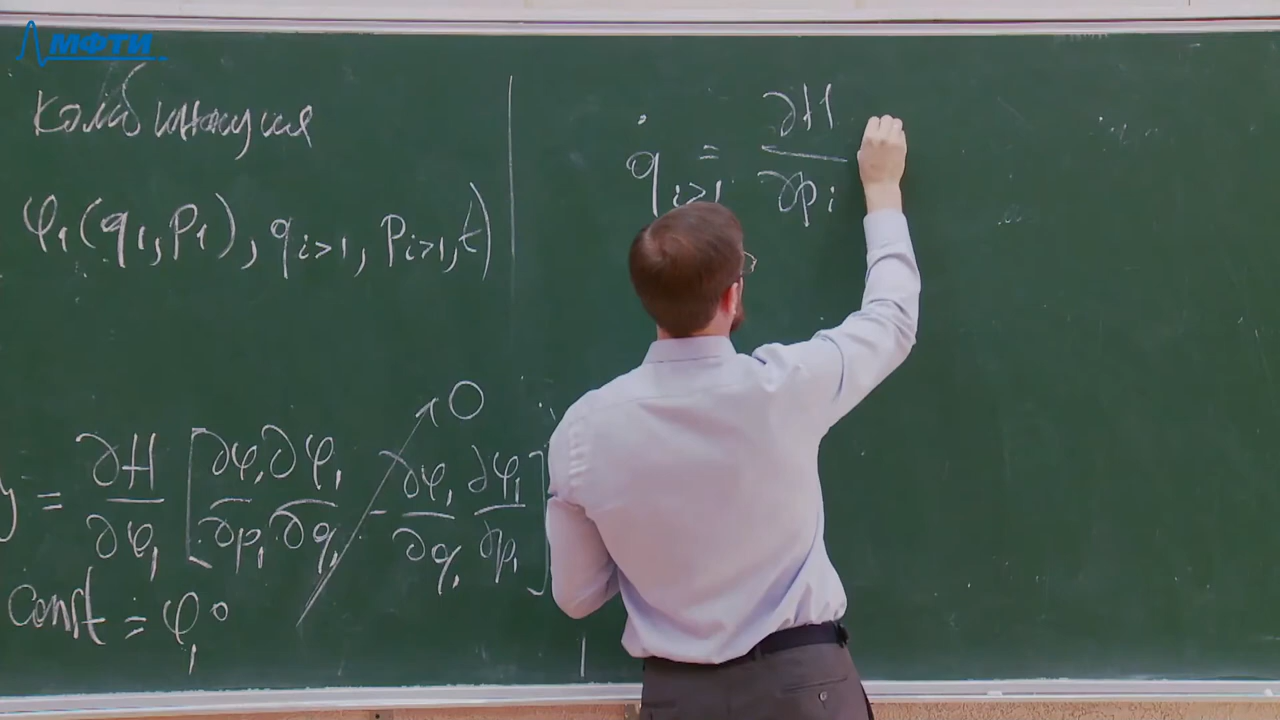 МФТИ
комбинация
φ₁(q₁,p₁), q_{i>1}, p_{i>1}, t)
= ∂H/∂φ₁ [∂φ₁/∂p₁ ∂φ₁/∂q₁ - ∂φ₁/∂q₁ ∂φ₁/∂p₁] → 0
const = φ₁⁰
q̇_{i>1} = ∂H/∂p_i